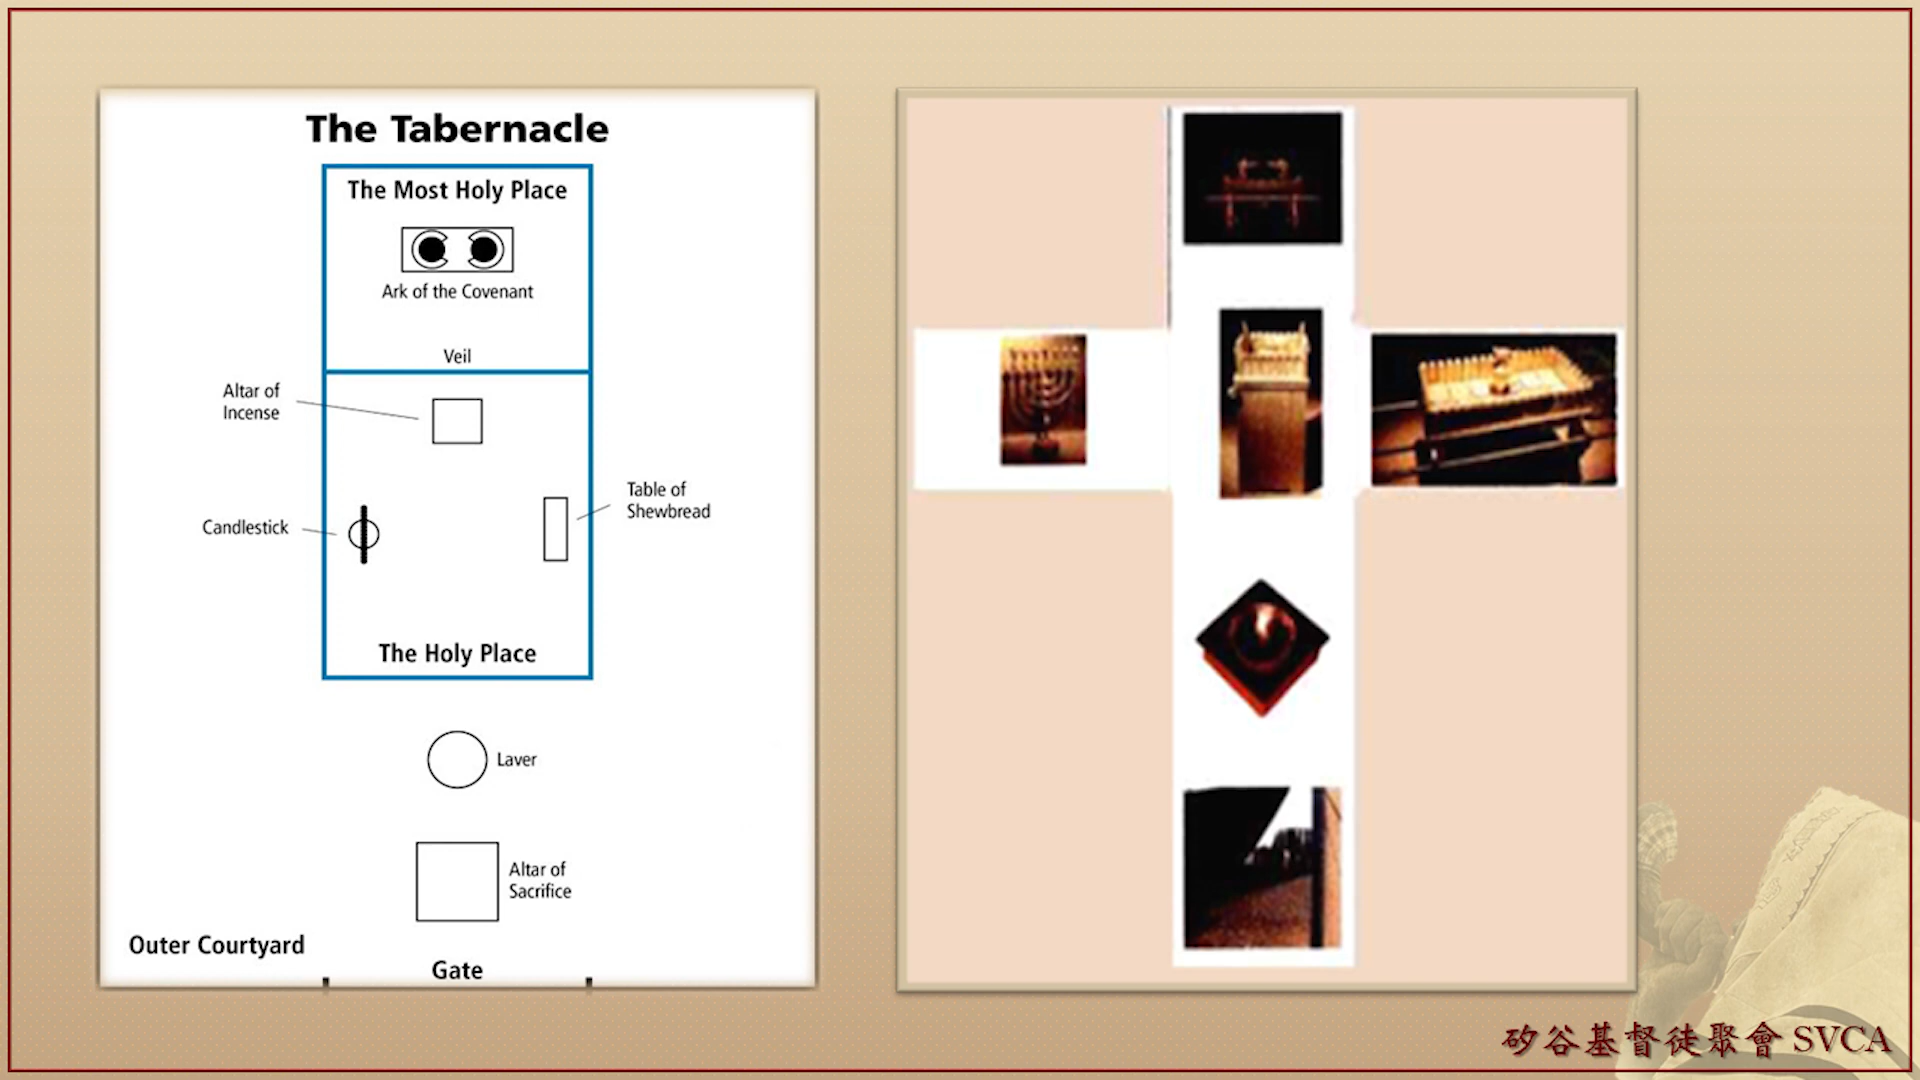 The Tabernacle
The Most Holy Place
Ark of the Covenant
Veil
Altar of
Incense
Table of
Shewbread
Candlestick
The Holy Place
Laver
Altar of
Sacrifice
Outer Courtyard
Gate
矽谷基督徒聚會 SVCA